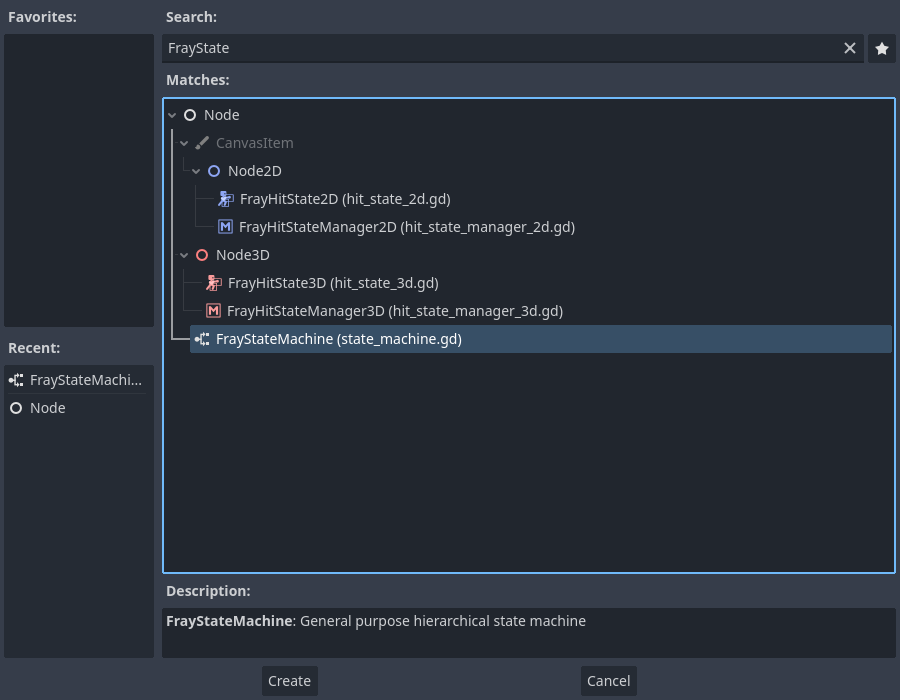 Favorites:
Search:
FrayState
Matches:
Node
CanvasItem
Node2D
FrayHitState2D (hit_state_2d.gd)
FrayHitStateManager2D (hit_state_manager_2d.gd)
Node3D
FrayHitState3D (hit_state_3d.gd)
FrayHitStateManager3D (hit_state_manager_3d.gd)
FrayStateMachine (state_machine.gd)
Recent:
FrayStateMachi...
Node
Description:
FrayStateMachine: General purpose hierarchical state machine
Create
Cancel